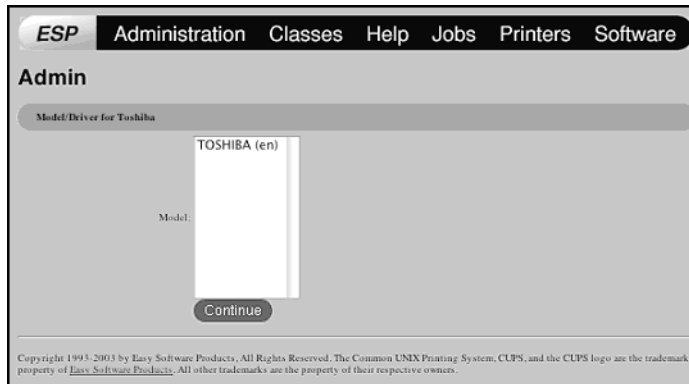 ESP Administration Classes Help Jobs Printers Software
Admin
Model/Driver for Toshiba
TOSHIBA (en)
Model:
Continue
Copyright 1993-2003 by Easy Software Products, All Rights Reserved. The Common UNIX Printing System, CUPS, and the CUPS logo are the trademark
property of Easy Software Products. All other trademarks are the property of their respective owners.